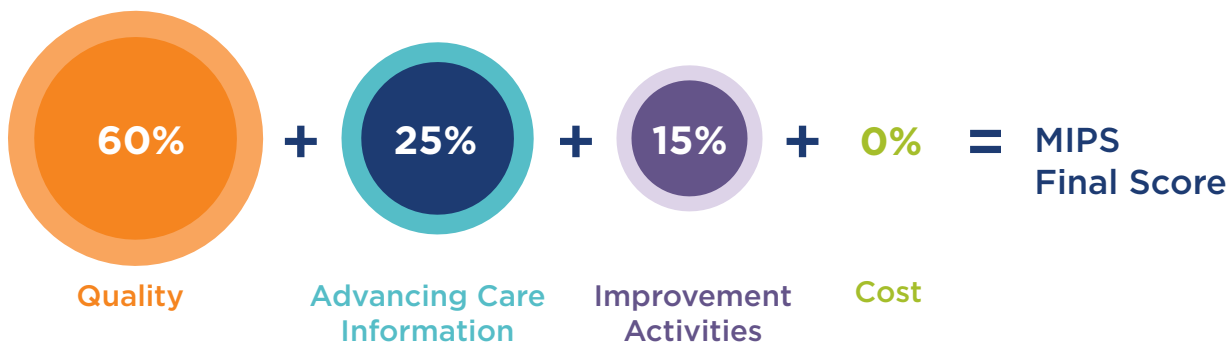 60% + 25% + 15% + 0% = MIPS
Final Score
Quality
Advancing Care
Information
Improvement
Activities
Cost